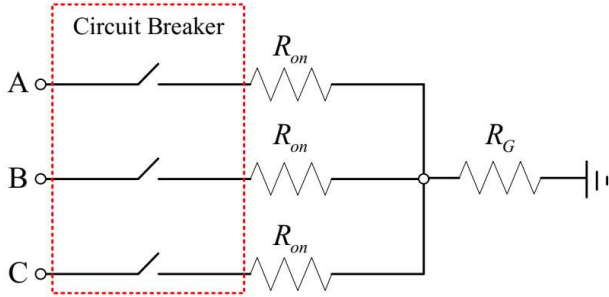 Circuit Breaker
A
R_on
B
R_on
R_G
C
R_on